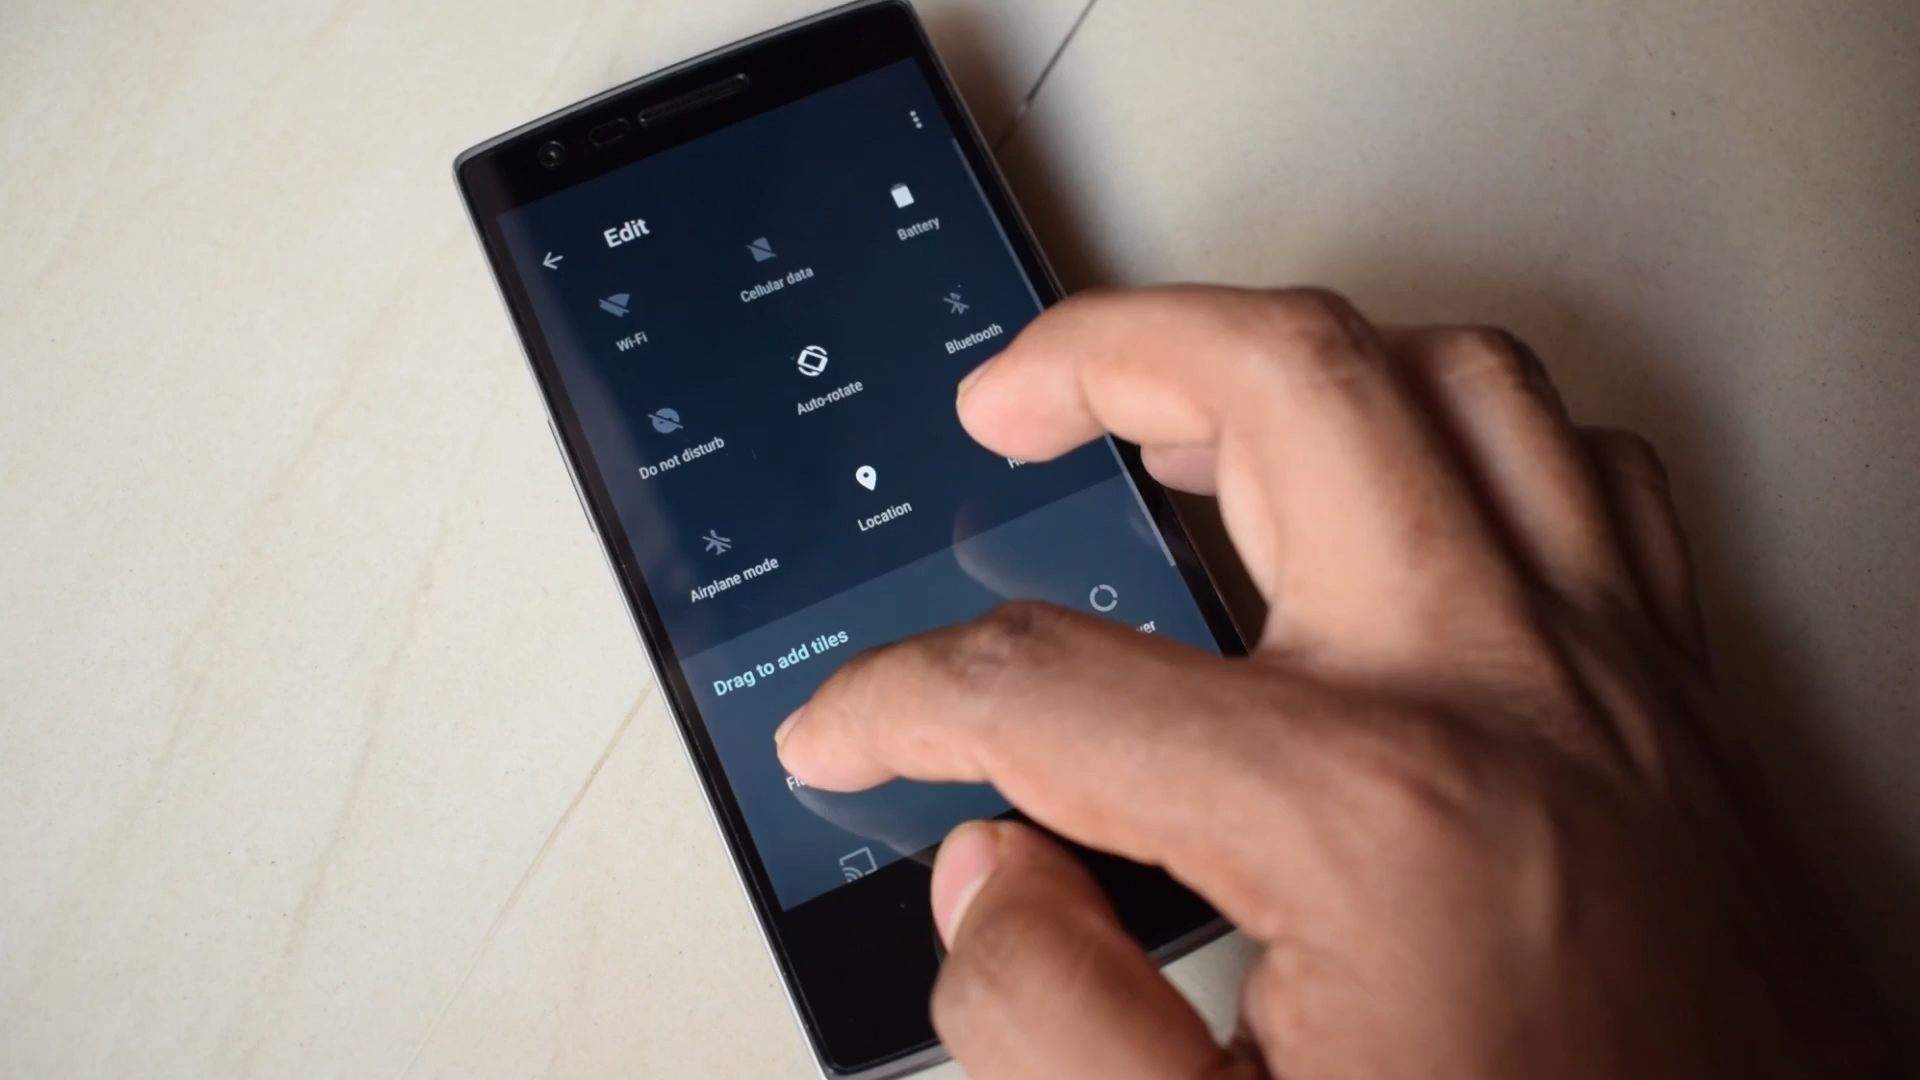 Edit
Wi-Fi
Cellular data
Battery
Do not disturb
Auto-rotate
Bluetooth
Airplane mode
Location
Drag to add tiles